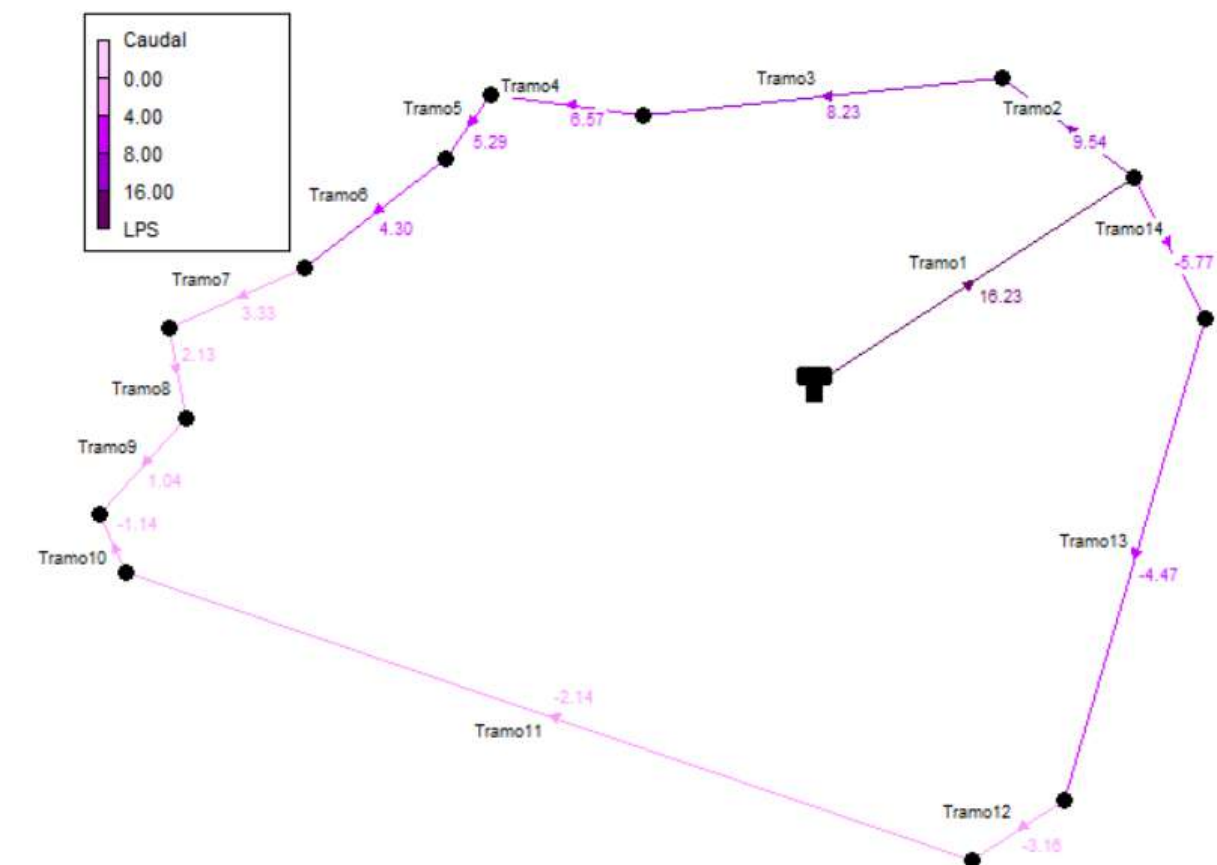 Caudal
0.00
4.00
8.00
16.00
LPS
Tramo4
Tramo3
Tramo5
Tramo2
6.57
8.23
5.29
9.54
Tramo6
4.30
Tramo14
Tramo1
-5.77
Tramo7
16.23
3.33
2.13
Tramo8
Tramo9
1.04
-1.14
Tramo13
Tramo10
-4.47
-2.14
Tramo11
Tramo12
-3.16